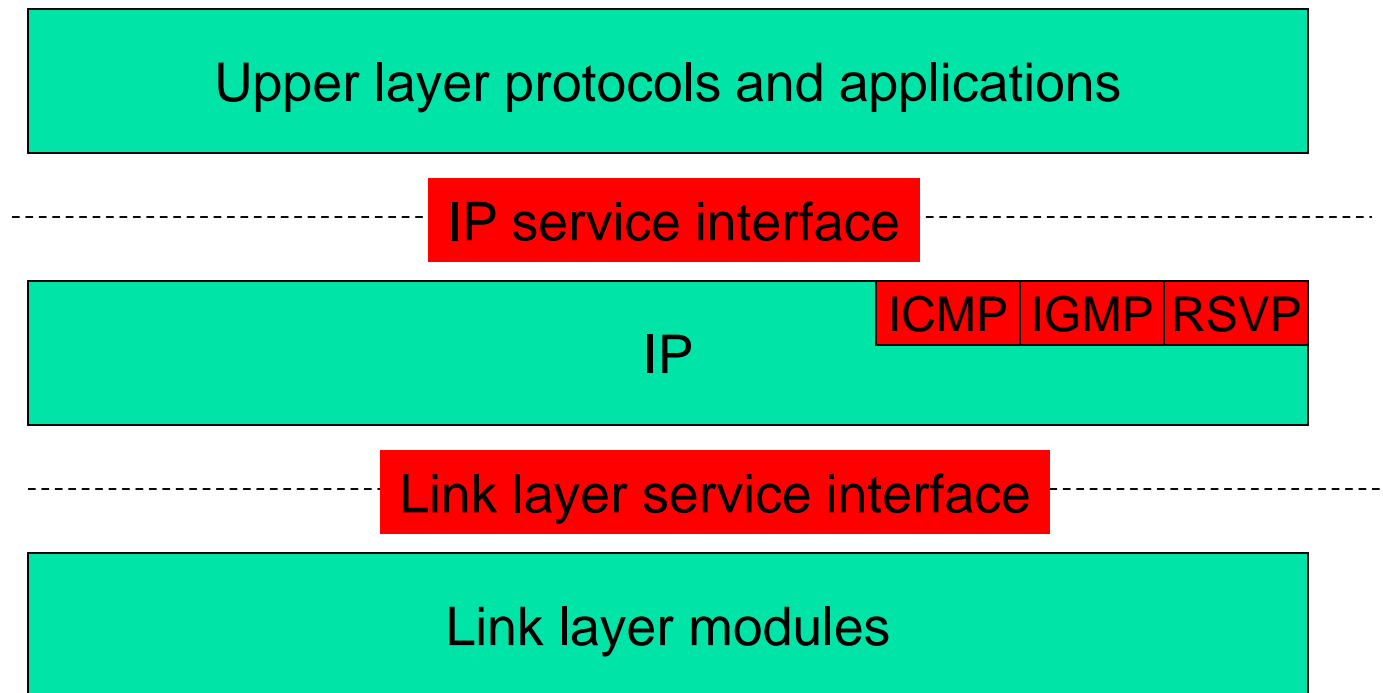 Upper layer protocols and applications
IP service interface
ICMP IGMP RSVP
IP
Link layer service interface
Link layer modules